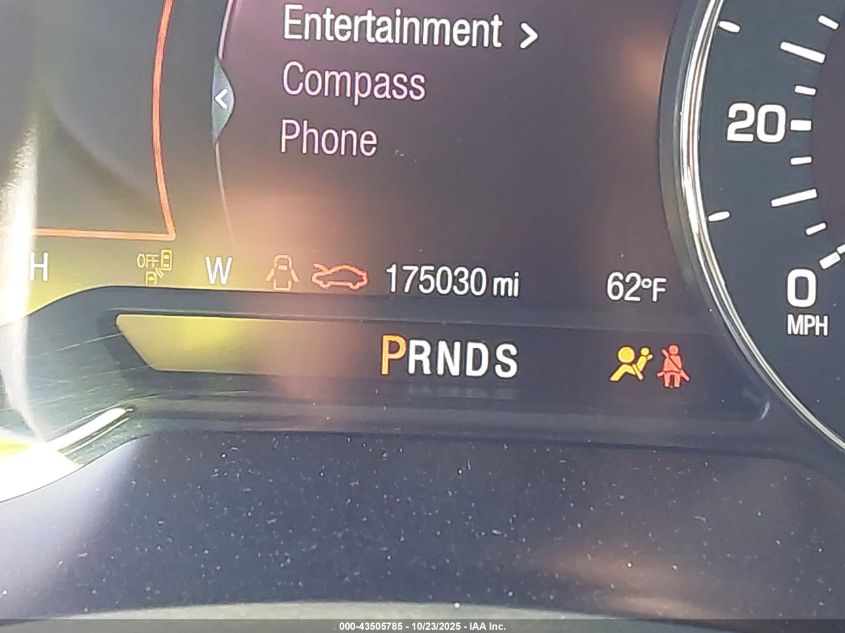 Entertainment >
Compass
Phone
20
H OFF W 175030 mi 62°F
0
MPH
PRNDS
000-43505785 - 10/23/2025 - IAA Inc.